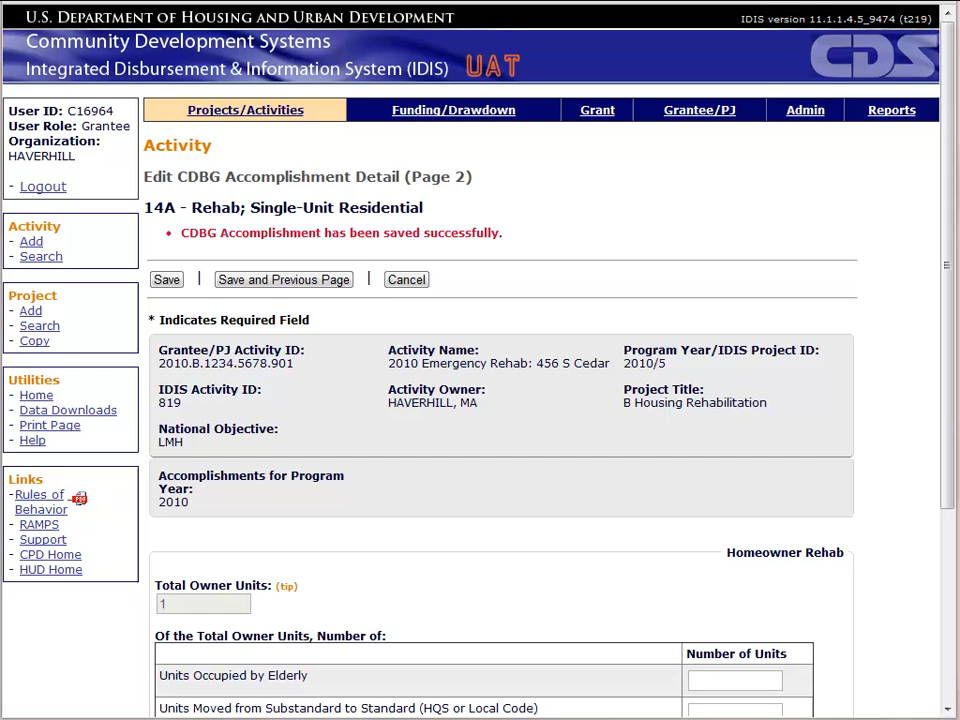 U.S. DEPARTMENT OF HOUSING AND URBAN DEVELOPMENT
IDIS version 11.1.1.4.5_9474 (t219)
Community Development Systems
Integrated Disbursement & Information System (IDIS) UAT
CDS
User ID: C16964
User Role: Grantee
Organization:
HAVERHILL
- Logout
Activity
- Add
- Search
Project
- Add
- Search
- Copy
Utilities
- Home
- Data Downloads
- Print Page
- Help
Links
-Rules of
Behavior
- RAMPS
- Support
- CPD Home
- HUD Home
Projects/Activities Funding/Drawdown Grant Grantee/PJ Admin Reports
Activity
Edit CDBG Accomplishment Detail (Page 2)
14A - Rehab; Single-Unit Residential
• CDBG Accomplishment has been saved successfully.
Save | Save and Previous Page | Cancel
* Indicates Required Field
Grantee/PJ Activity ID: Activity Name: Program Year/IDIS Project ID:
2010.B.1234.5678.901 2010 Emergency Rehab: 456 S Cedar 2010/5
IDIS Activity ID: Activity Owner: Project Title:
819 HAVERHILL, MA B Housing Rehabilitation
National Objective:
LMH
Accomplishments for Program
Year:
2010
Homeowner Rehab
Total Owner Units: (tip)
1
Of the Total Owner Units, Number of:
Number of Units
Units Occupied by Elderly
Units Moved from Substandard to Standard (HQS or Local Code)